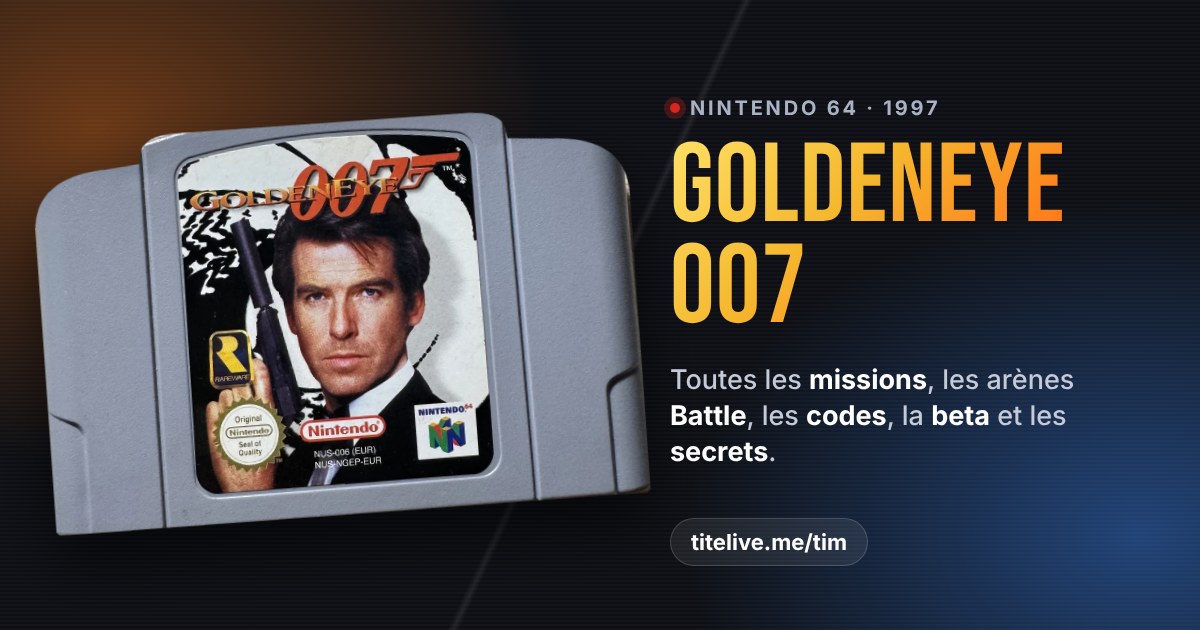 GOLDENEYE 007 TM
RAREWARE
Original
Nintendo
Seal of
Quality
TM
Nintendo®
NUS-006 (EUR)
NUS-NGEP-EUR
NINTENDO64
NINTENDO 64 · 1997
GOLDENEYE
007
Toutes les missions, les arènes
Battle, les codes, la beta et les
secrets.
titelive.me/tim